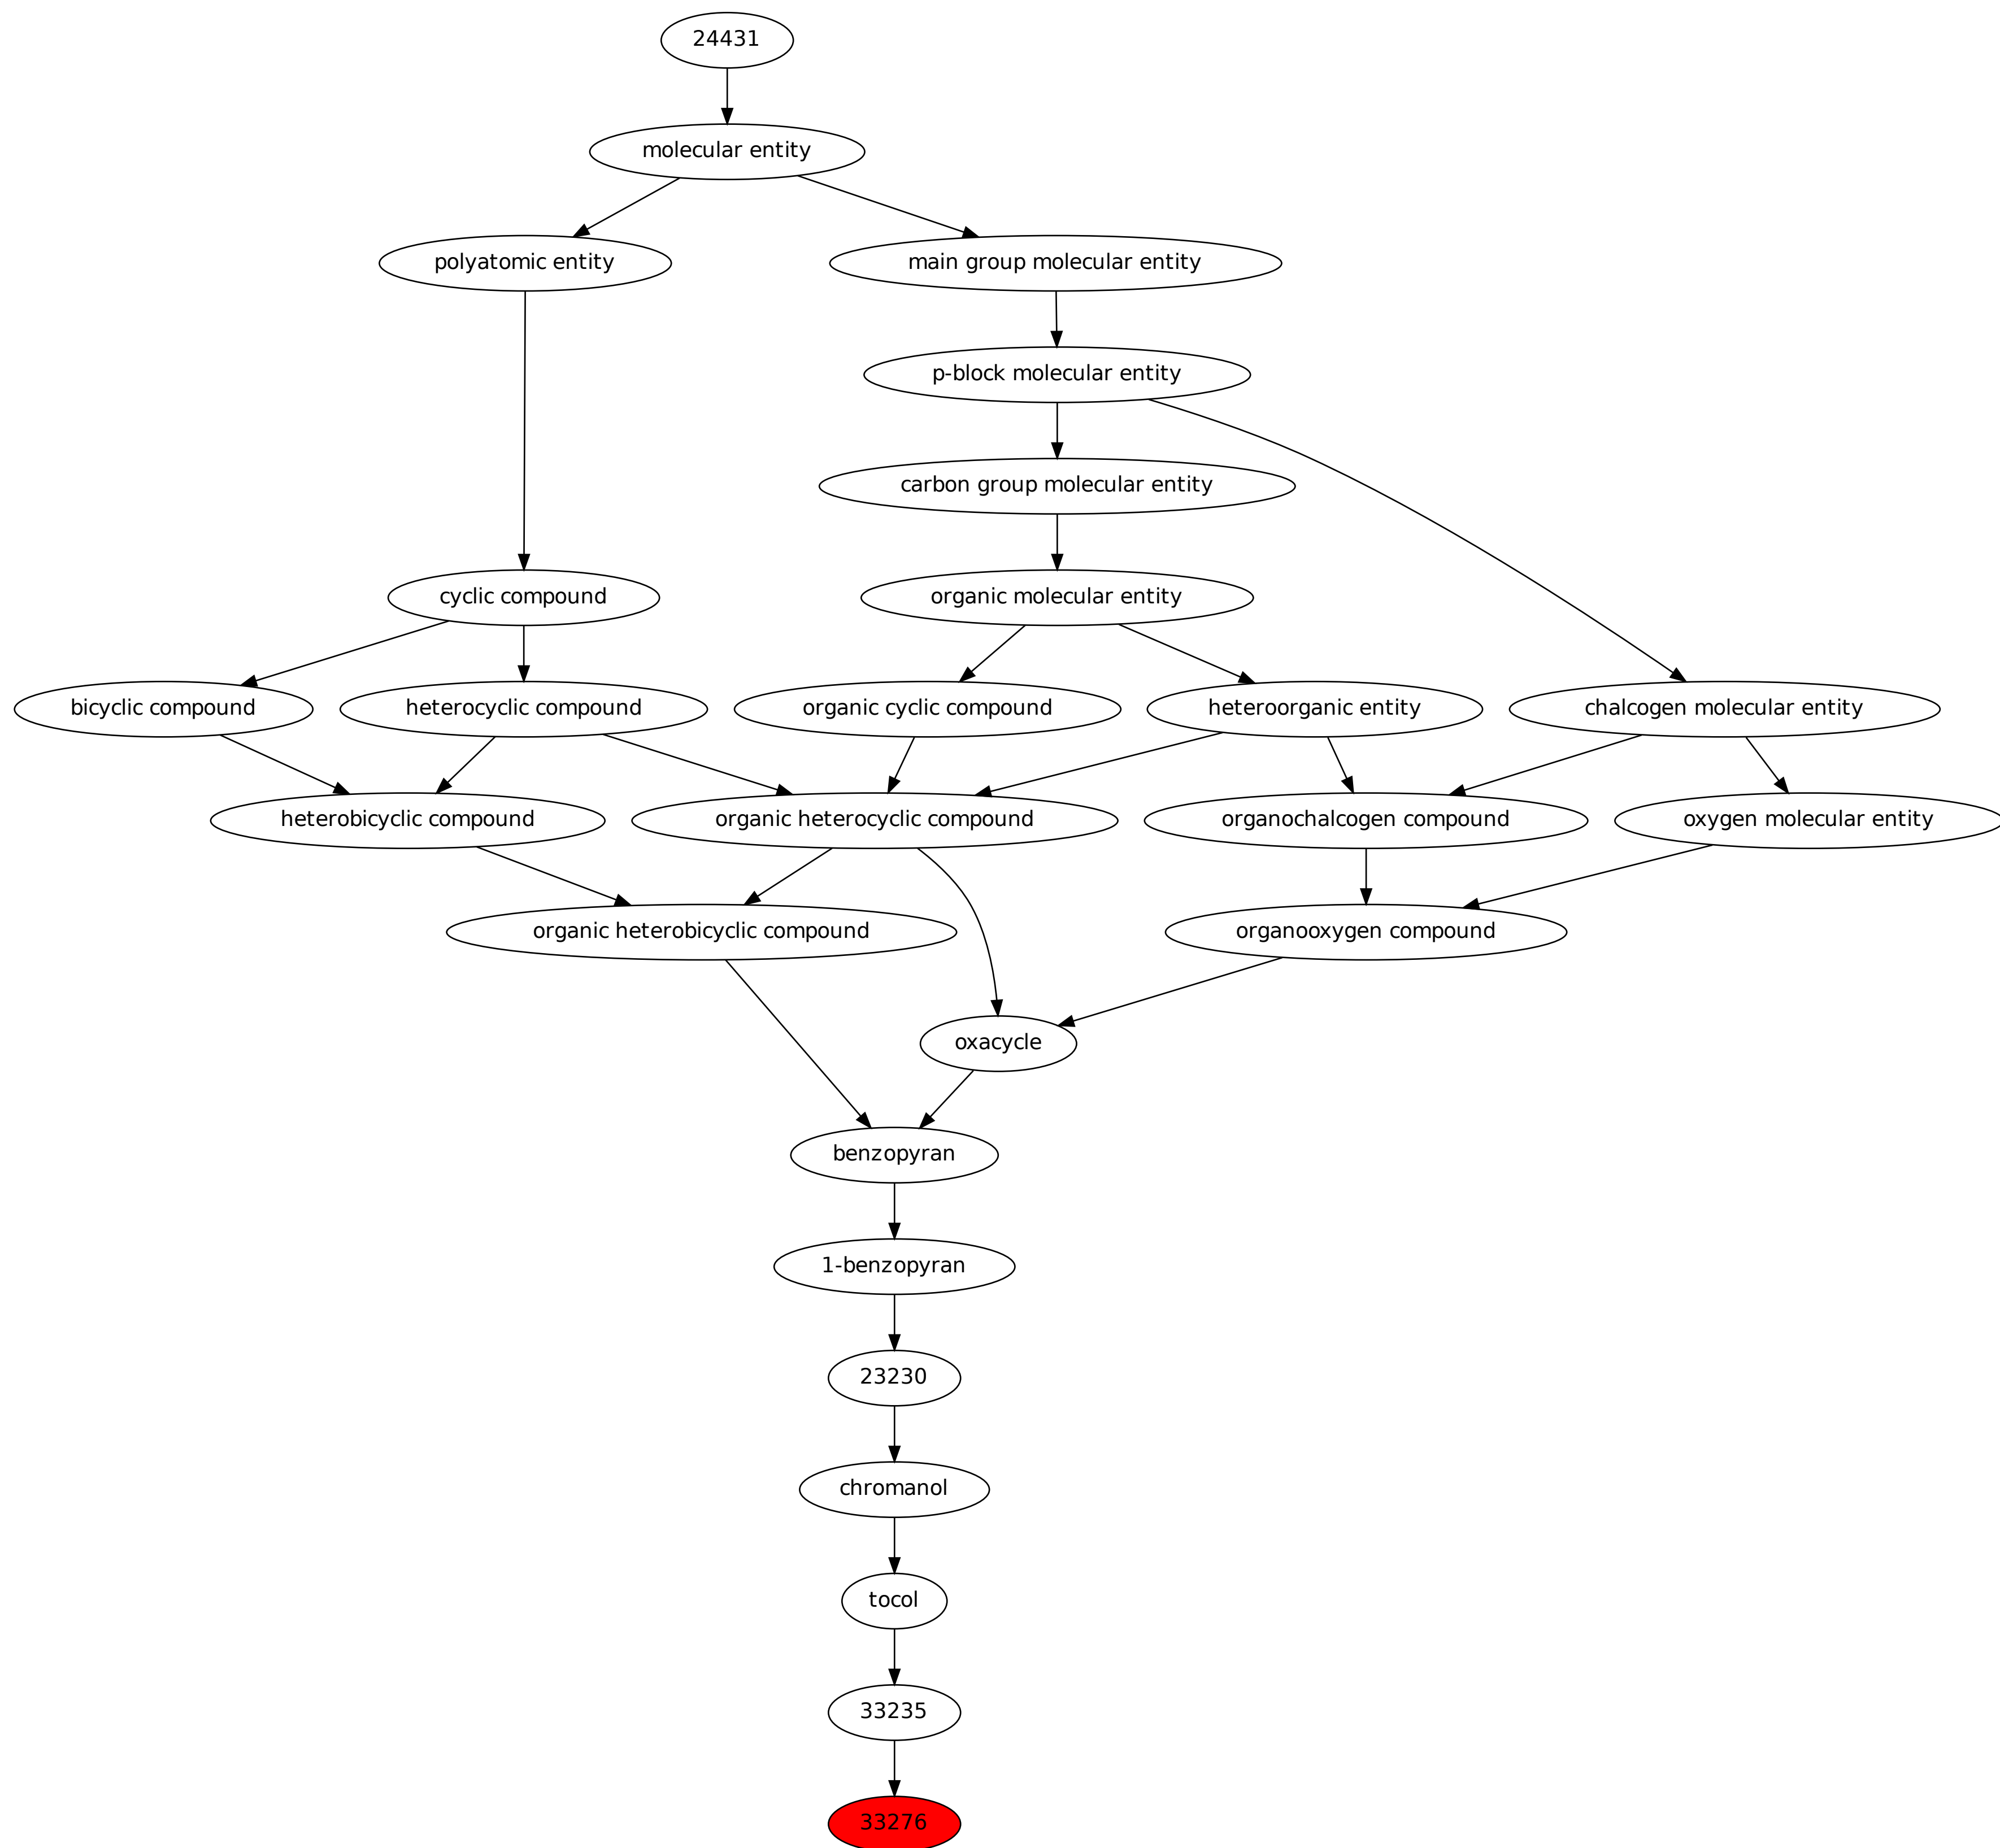 24431
molecular entity
polyatomic entity
main group molecular entity
p-block molecular entity
carbon group molecular entity
cyclic compound
organic molecular entity
bicyclic compound
heterocyclic compound
organic cyclic compound
heteroorganic entity
chalcogen molecular entity
heterobicyclic compound
organic heterocyclic compound
organochalcogen compound
oxygen molecular entity
organic heterobicyclic compound
organooxygen compound
oxacycle
benzopyran
1-benzopyran
23230
chromanol
tocol
33235
33276